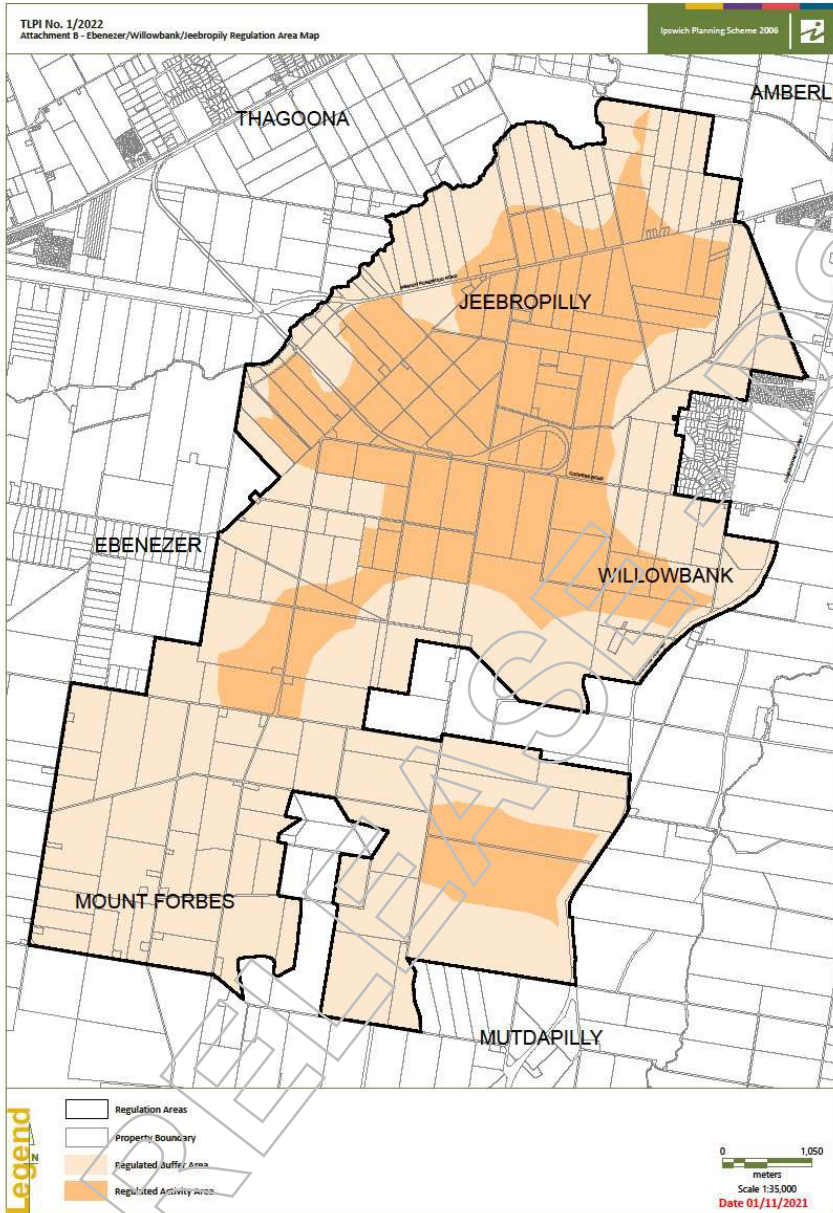 TLPI No. 1/2022
Attachment B - Ebenezer/Willowbank/Jeebropily Regulation Area Map
Ipswich Planning Scheme 2006
i
THAGOONA
AMBERL
JEEBROPILLY
EBENEZER
WILLOWBANK
MOUNT FORBES
MUTDAPILLY
RELEASE
Legend
N
Regulation Areas
Property Boundary
Regulated Buffer Area
Regulated Activity Area
0 1,050
meters
Scale 1:35,000
Date 01/11/2021